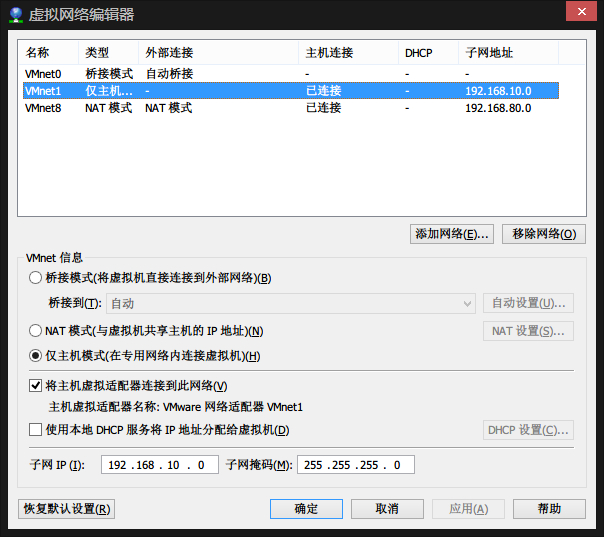 虚拟网络编辑器
名称 类型 外部连接 主机连接 DHCP 子网地址
VMnet0 桥接模式 自动桥接 - - -
VMnet1 仅主机... - 已连接 - 192.168.10.0
VMnet8 NAT 模式 NAT 模式 已连接 - 192.168.80.0
添加网络(E)... 移除网络(O)
VMnet 信息
桥接模式(将虚拟机直接连接到外部网络)(B)
桥接到(T): 自动 自动设置(U)...
NAT 模式(与虚拟机共享主机的 IP 地址)(N) NAT 设置(S)...
仅主机模式(在专用网络内连接虚拟机)(H)
将主机虚拟适配器连接到此网络(V)
主机虚拟适配器名称: VMware 网络适配器 VMnet1
使用本地 DHCP 服务将 IP 地址分配给虚拟机(D) DHCP 设置(C)...
子网 IP (I): 192 .168 . 10 . 0 子网掩码(M): 255 .255 .255 . 0
恢复默认设置(R) 确定 取消 应用(A) 帮助